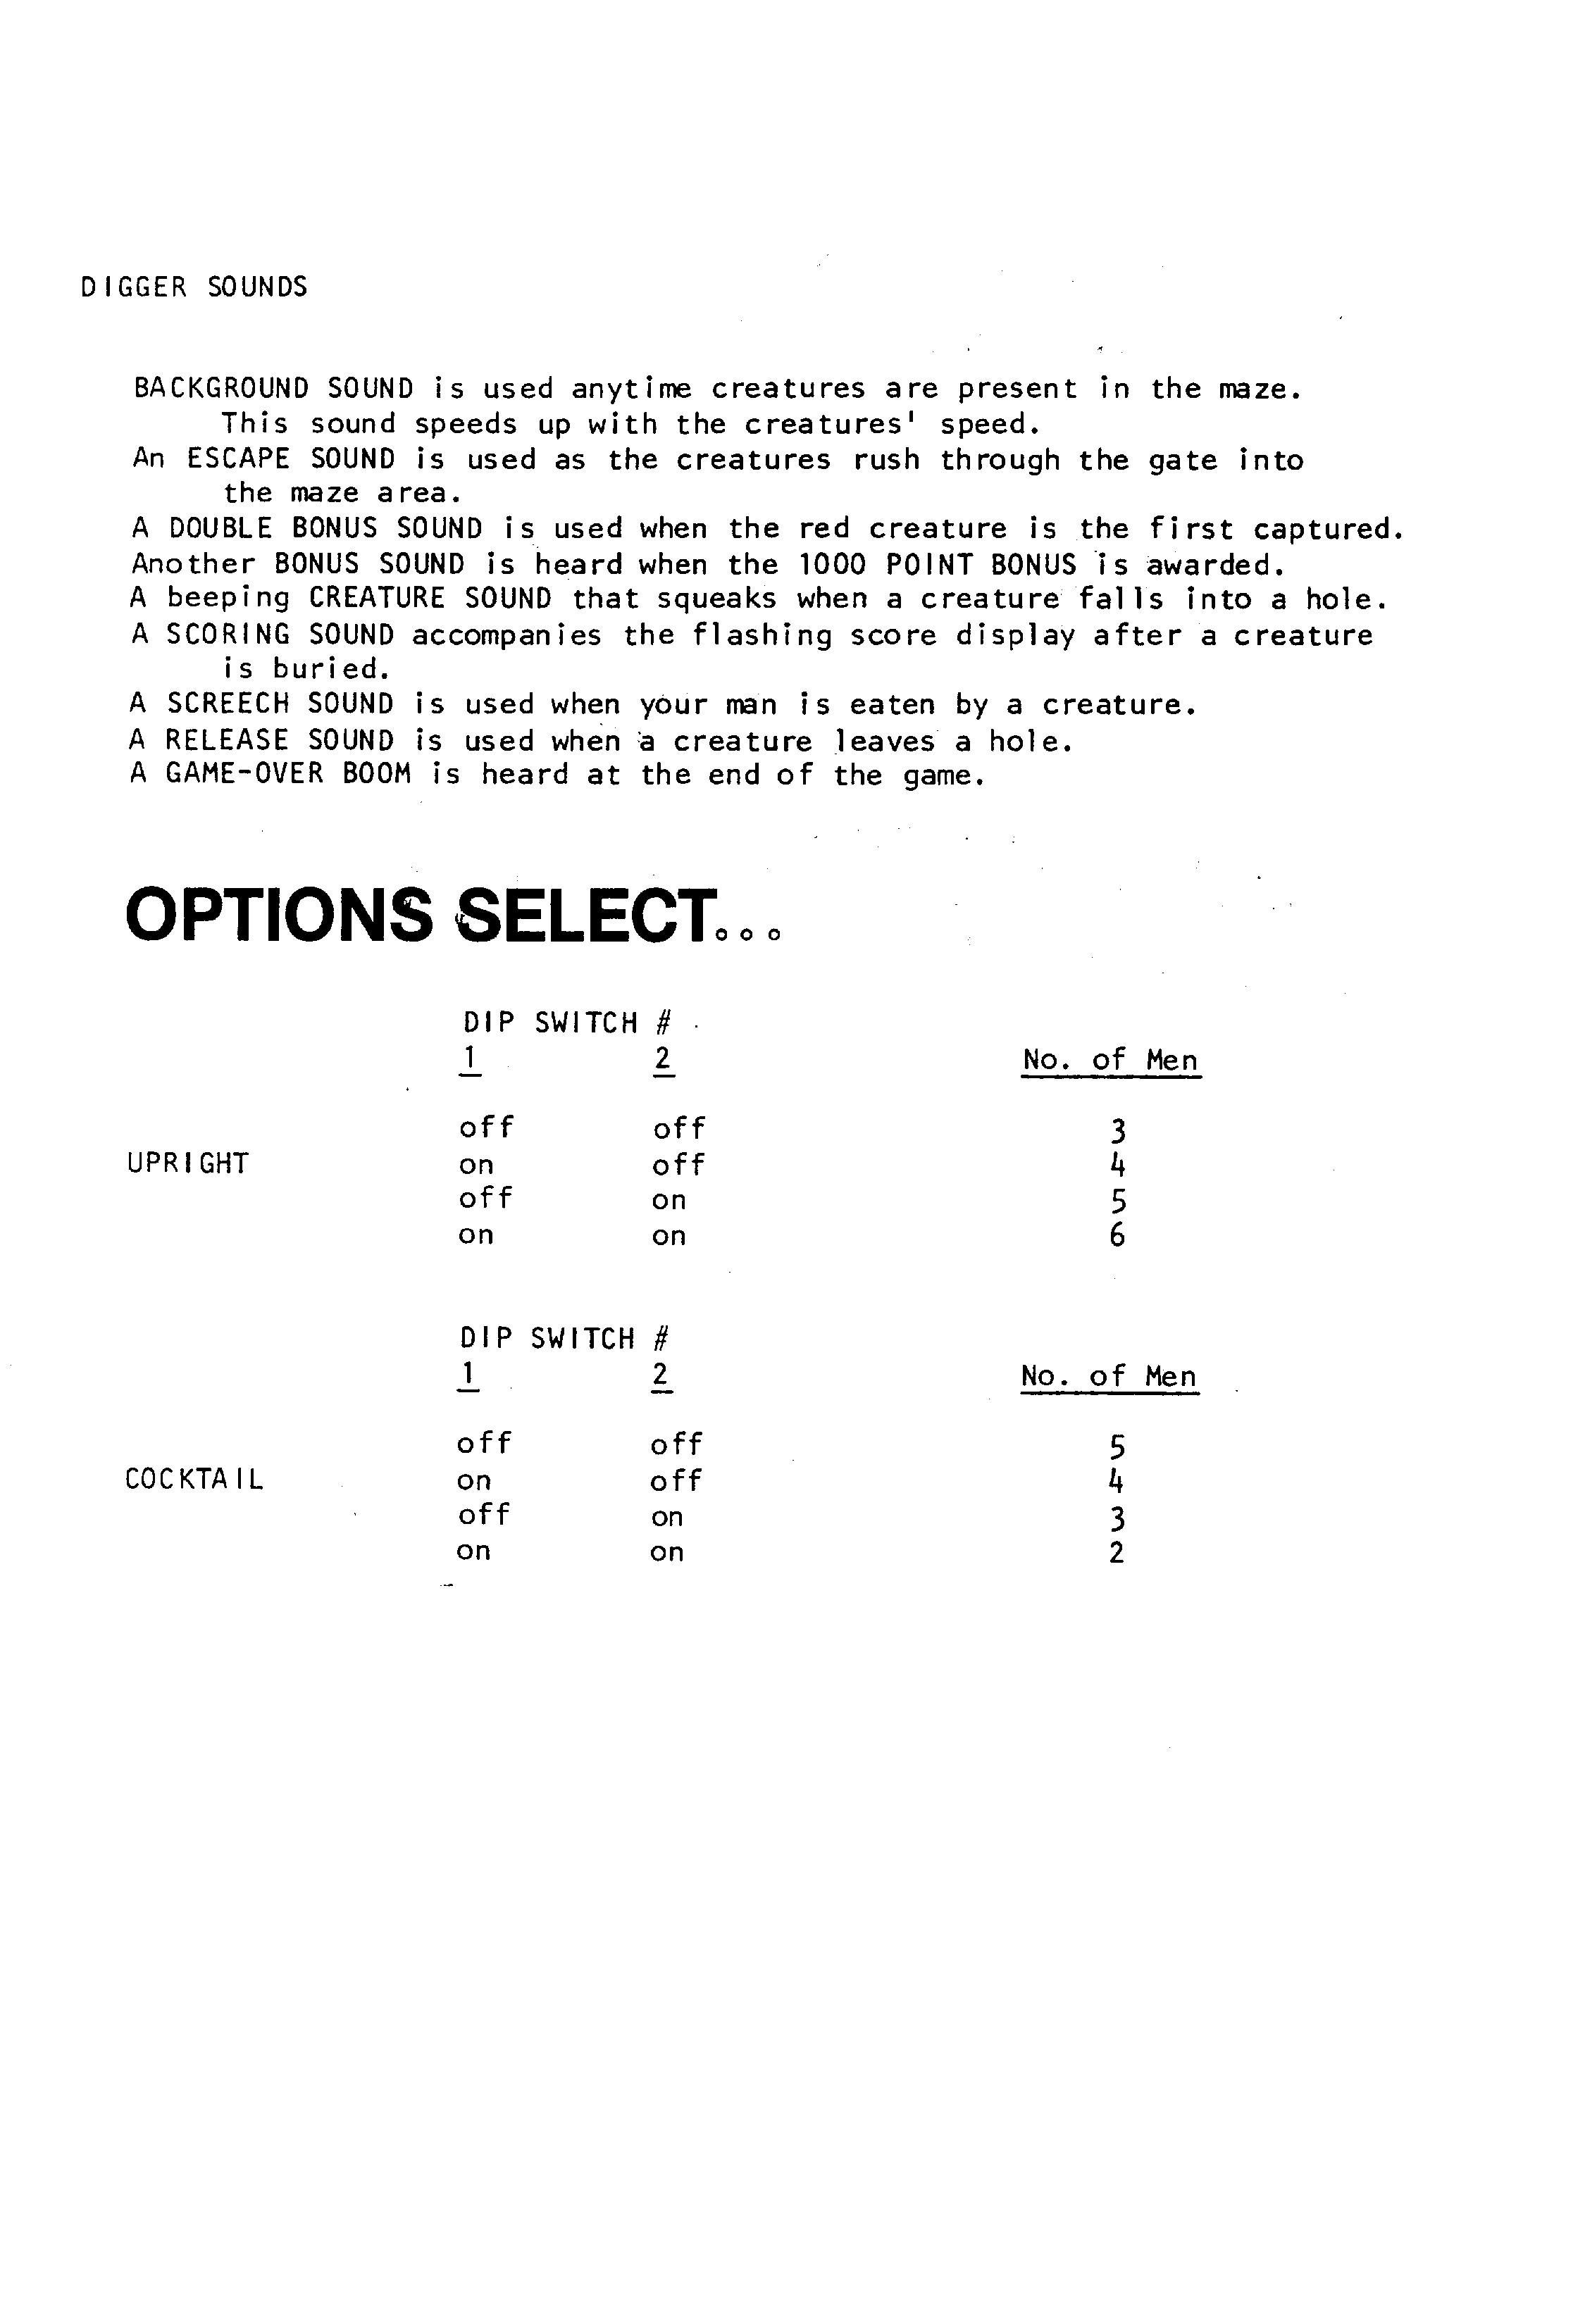 DIGGER SOUNDS
BACKGROUND SOUND is used anytime creatures are present in the maze.
This sound speeds up with the creatures' speed.
An ESCAPE SOUND is used as the creatures rush through the gate into
the maze area.
A DOUBLE BONUS SOUND is used when the red creature is the first captured.
Another BONUS SOUND is heard when the 1000 POINT BONUS is awarded.
A beeping CREATURE SOUND that squeaks when a creature falls into a hole.
A SCORING SOUND accompanies the flashing score display after a creature
is buried.
A SCREECH SOUND is used when your man is eaten by a creature.
A RELEASE SOUND is used when a creature leaves a hole.
A GAME-OVER BOOM is heard at the end of the game.
OPTIONS SELECT...
DIP SWITCH #
1 2 No. of Men
off off 3
UPRIGHT on off 4
off on 5
on on 6
DIP SWITCH #
1 2 No. of Men
off off 5
COCKTAIL on off 4
off on 3
on on 2